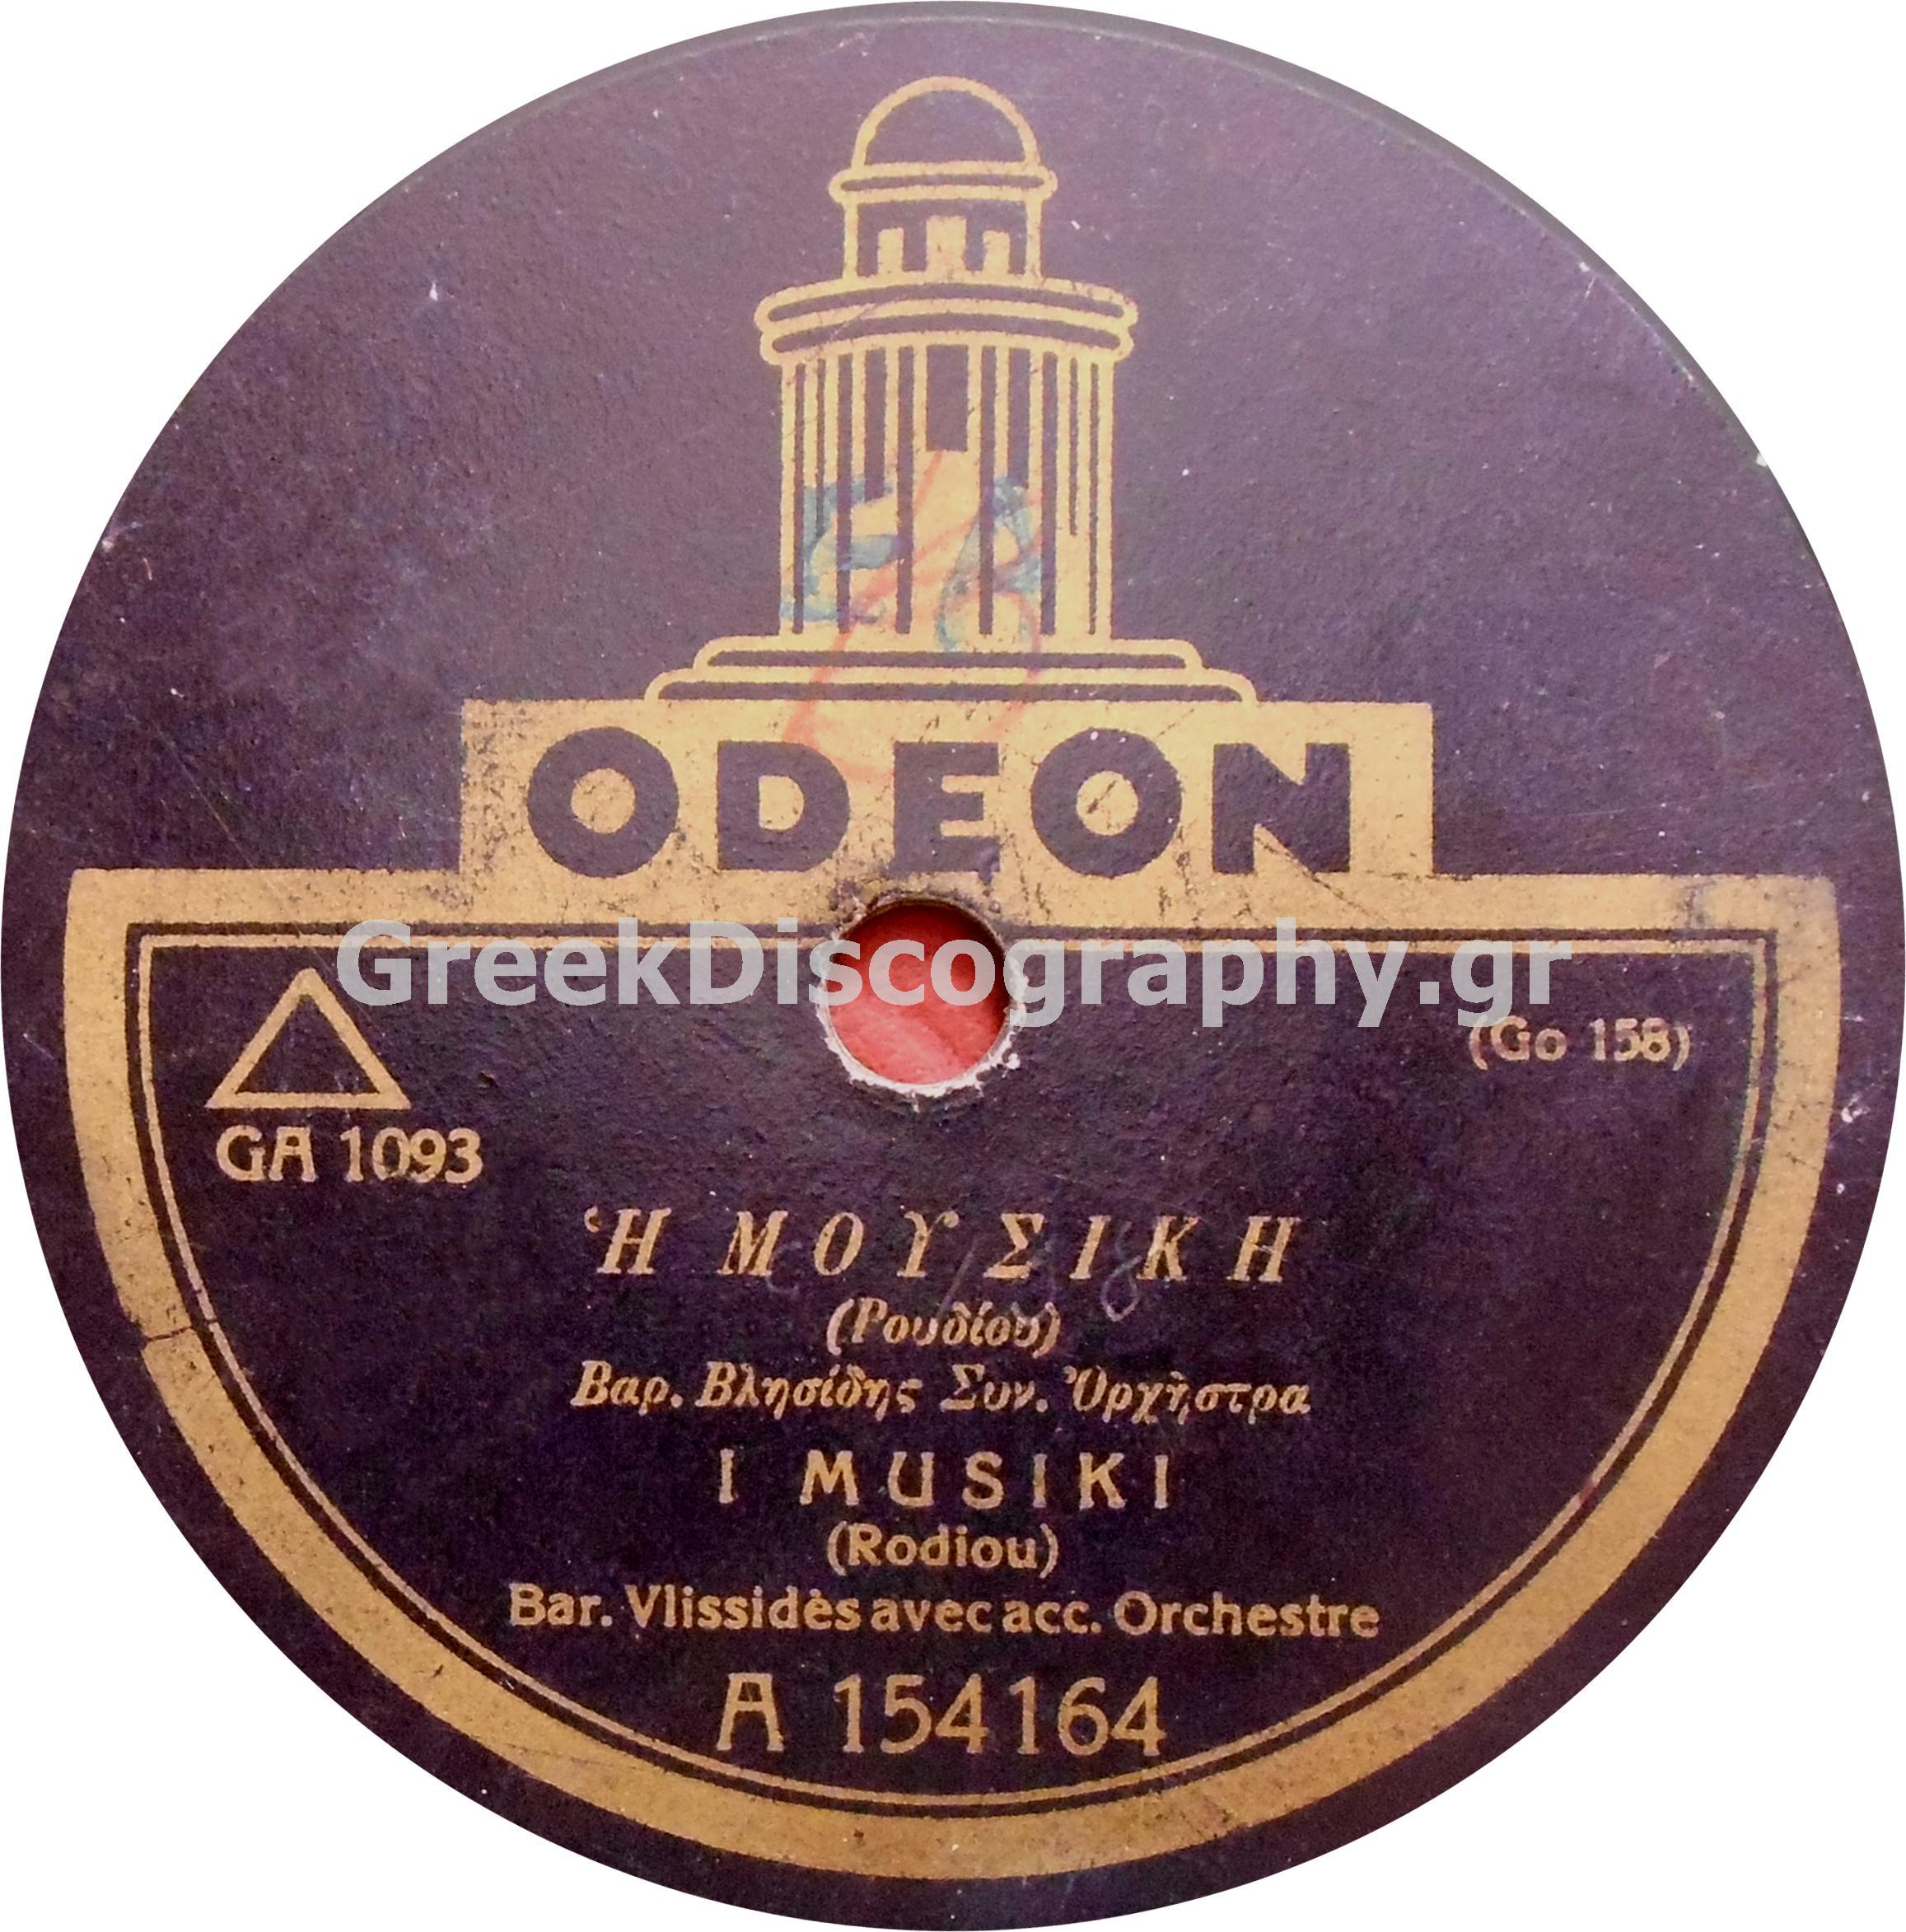 ODEON
GreekDiscography.gr
(Go 158)
GA 1093
Ἡ ΜΟΥΣΙΚΗ
(Ρουδίου)
Βαρ. Βλησίδης Συν. Ὀρχήστρα
I MUSIKI
(Rodiou)
Bar. Vlissidès avec acc. Orchestre
A 154164